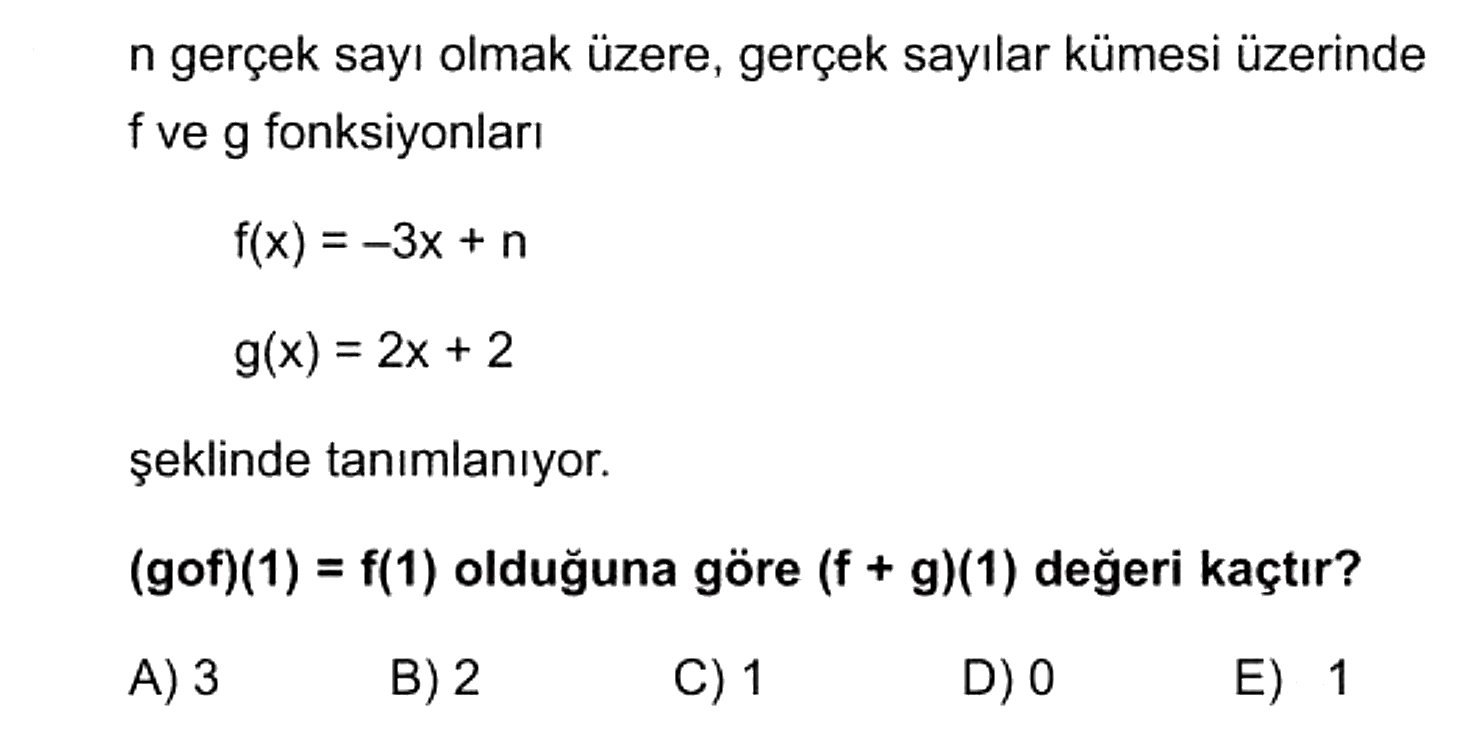 n gerçek sayı olmak üzere, gerçek sayılar kümesi üzerinde
f ve g fonksiyonları
f(x) = –3x + n
g(x) = 2x + 2
şeklinde tanımlanıyor.
(gof)(1) = f(1) olduğuna göre (f + g)(1) değeri kaçtır?
A) 3 B) 2 C) 1 D) 0 E) 1